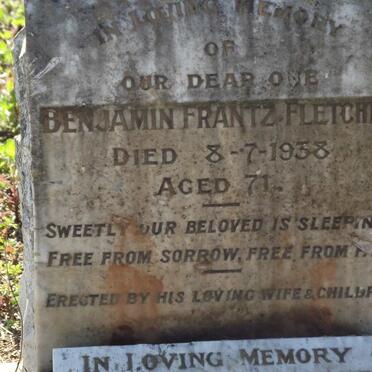 IN LOVING MEMORY
OF
OUR DEAR ONE
BENJAMIN FRANTZ FLETCHE
DIED 8-7-1938
AGED 71.
SWEETLY OUR BELOVED IS SLEEPIN
FREE FROM SORROW, FREE FROM
ERECTED BY HIS LOVING WIFE & CHILDR
IN LOVING MEMORY